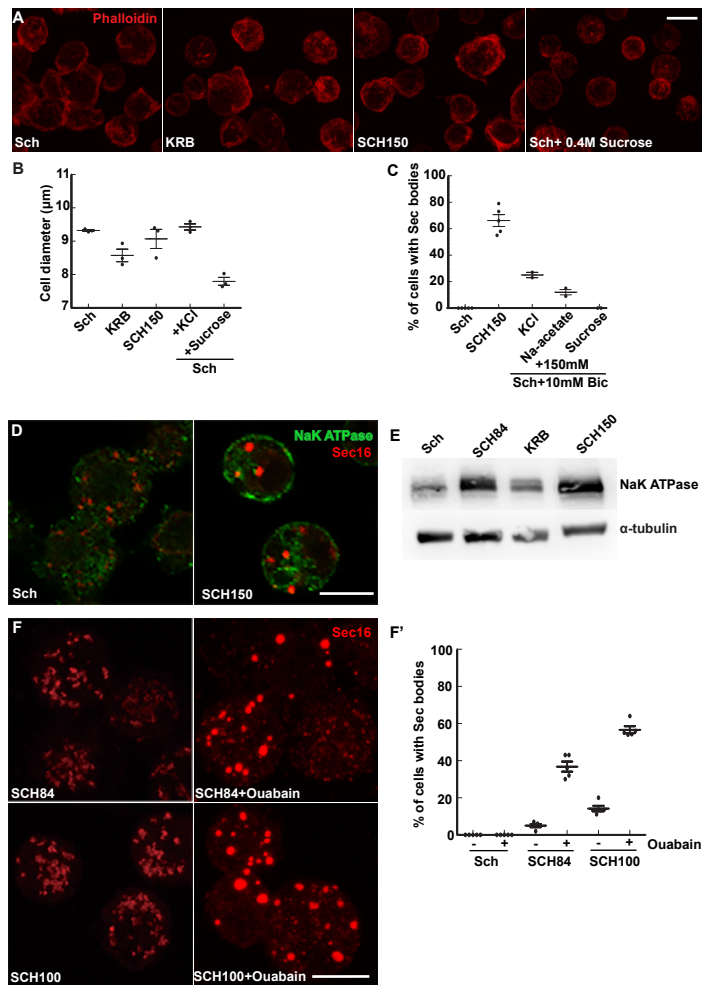 A
Phalloidin
Sch
KRB
SCH150
Sch+ 0.4M Sucrose
B
Cell diameter (µm)
11
10
9
8
7
Sch
KRB
SCH150
+KCl
+Sucrose
Sch
C
% of cells with Sec bodies
100
80
60
40
20
0
Sch
SCH150
KCl
Na-acetate
Sucrose
+150mM
Sch+10mM Bic
D
NaK ATPase
Sec16
Sch
SCH150
E
Sch
SCH84
KRB
SCH150
NaK ATPase
α-tubulin
F
Sec16
SCH84
SCH84+Ouabain
SCH100
SCH100+Ouabain
F'
% of cells with Sec bodies
100
80
60
40
20
0
- + - + - + Ouabain
Sch SCH84 SCH100